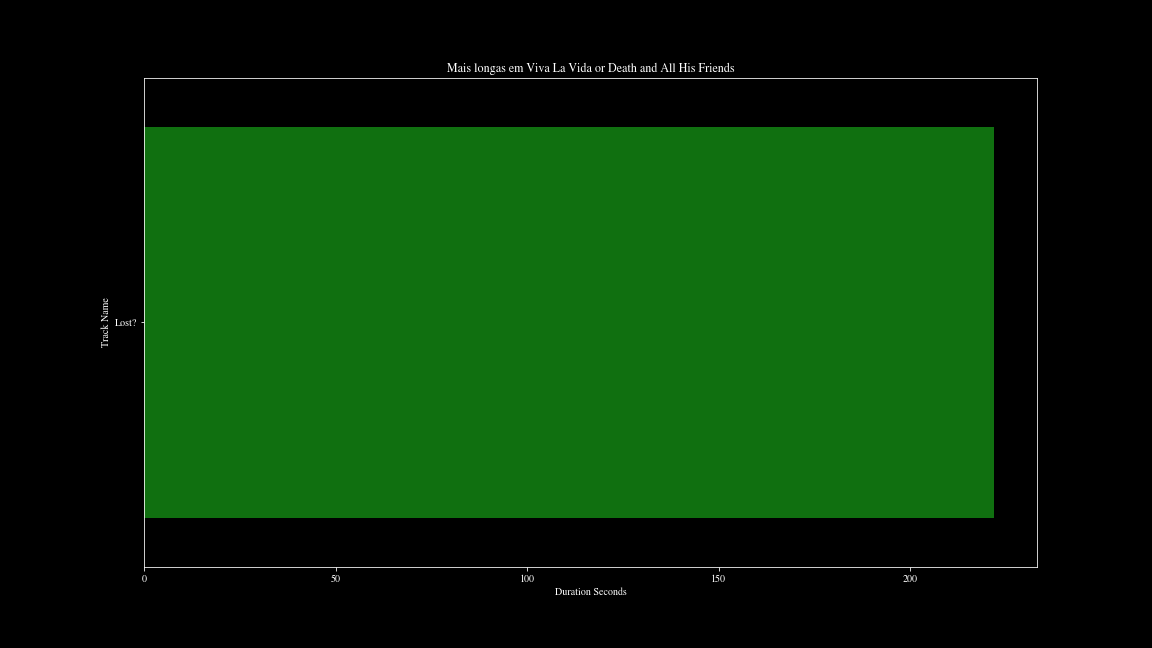 Mais longas em Viva La Vida or Death and All His Friends
Track Name
Lost?
0 50 100 150 200
Duration Seconds